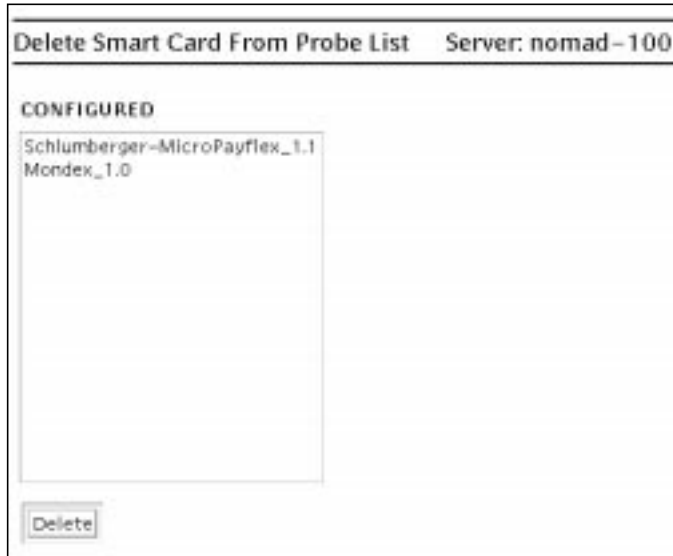 Delete Smart Card From Probe List Server: nomad-100
CONFIGURED
Schlumberger-MicroPayflex_1.1
Mondex_1.0
Delete